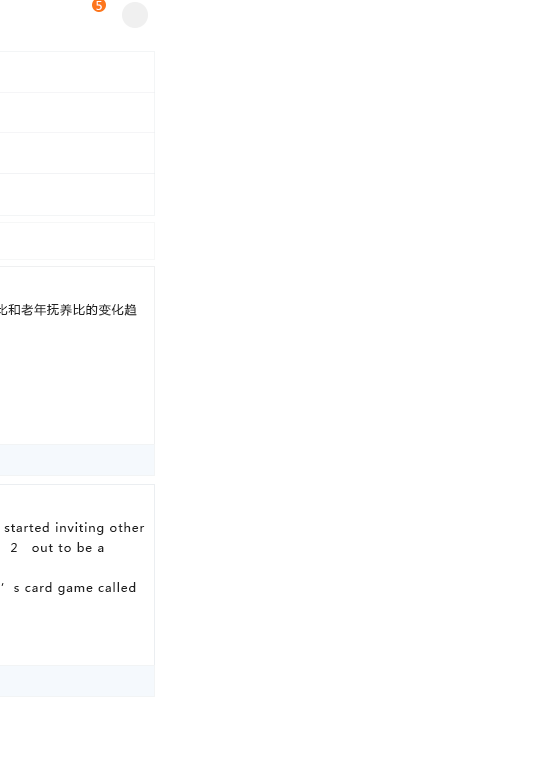 5
比和老年抚养比的变化趋
started inviting other
2 out to be a
’s card game called